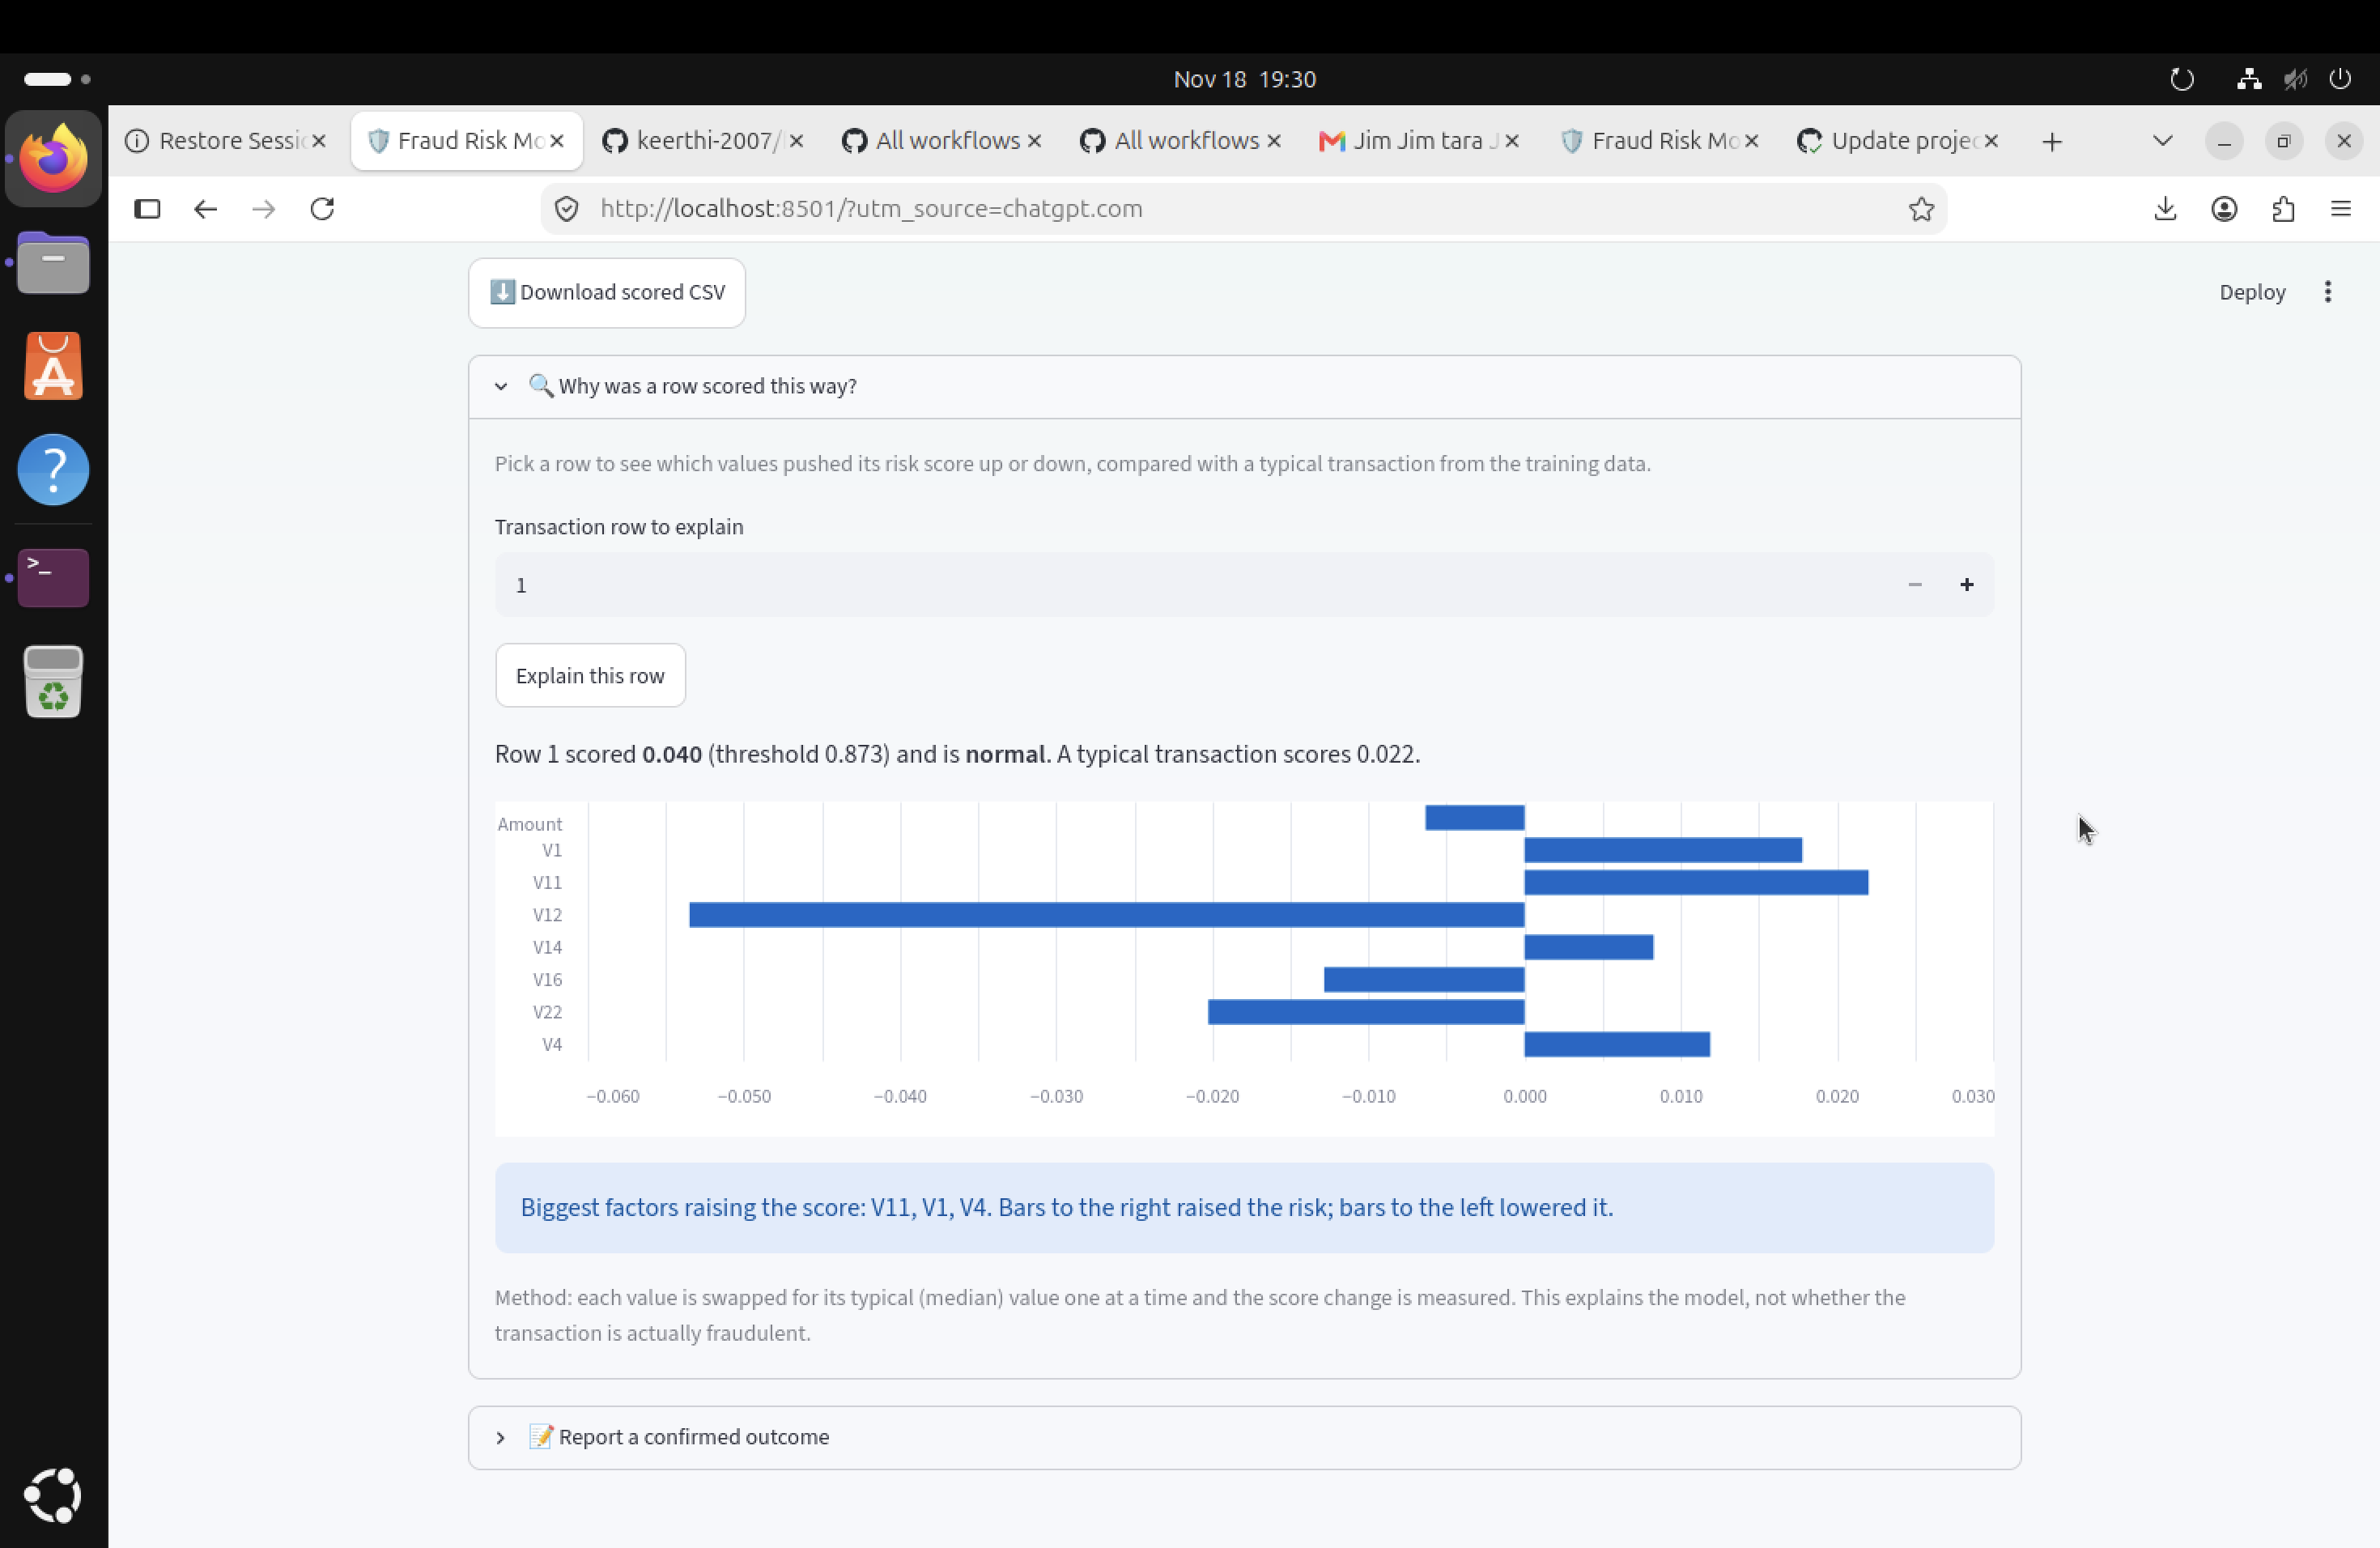 Nov 18 19:30
Restore Sessi
Fraud Risk Mo
keerthi-2007/
All workflows
All workflows
Jim Jim tara J
Fraud Risk Mo
Update projec
http://localhost:8501/?utm_source=chatgpt.com
Download scored CSV
Deploy
Why was a row scored this way?
Pick a row to see which values pushed its risk score up or down, compared with a typical transaction from the training data.
Transaction row to explain
1
Explain this row
Row 1 scored 0.040 (threshold 0.873) and is normal. A typical transaction scores 0.022.
Amount
V1
V11
V12
V14
V16
V22
V4
−0.060 −0.050 −0.040 −0.030 −0.020 −0.010 0.000 0.010 0.020 0.030
Biggest factors raising the score: V11, V1, V4. Bars to the right raised the risk; bars to the left lowered it.
Method: each value is swapped for its typical (median) value one at a time and the score change is measured. This explains the model, not whether the
transaction is actually fraudulent.
Report a confirmed outcome